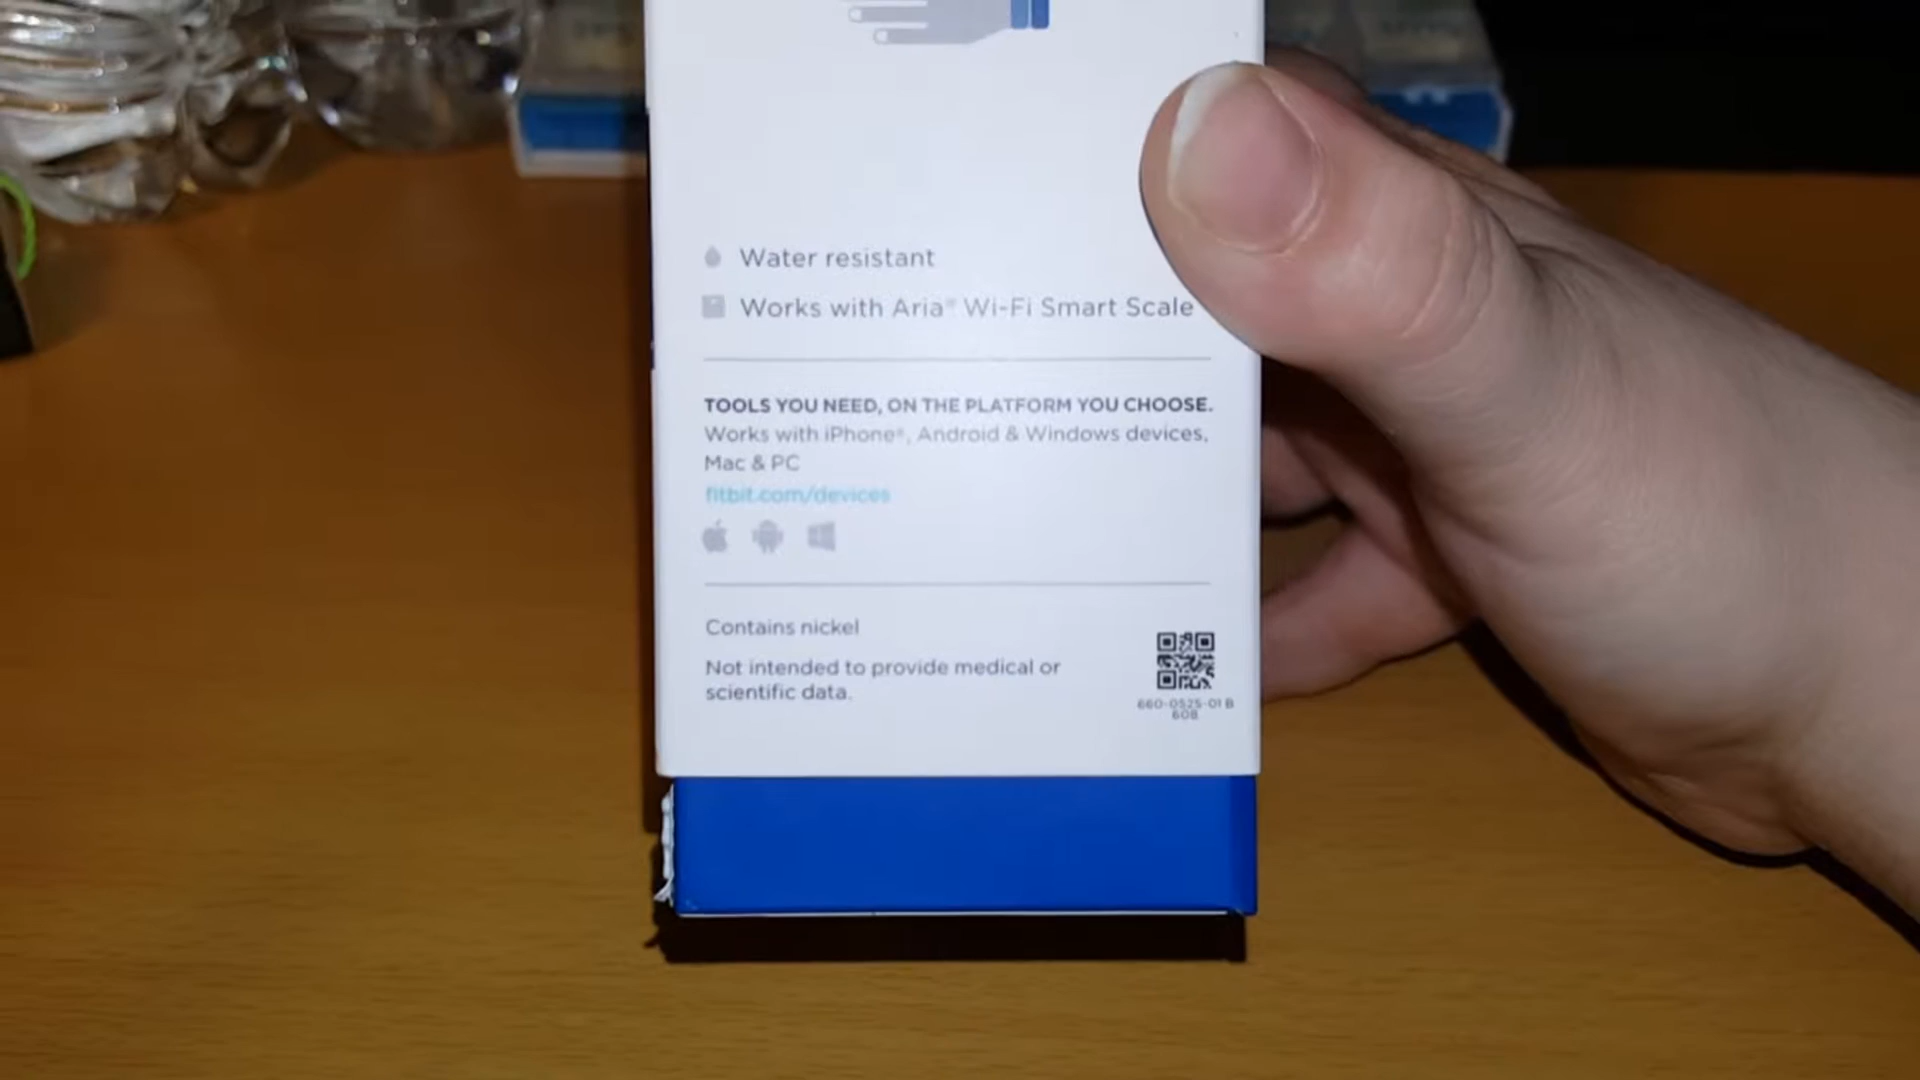 Water resistant
Works with Aria® Wi-Fi Smart Scale
TOOLS YOU NEED, ON THE PLATFORM YOU CHOOSE.
Works with iPhone®, Android & Windows devices,
Mac & PC
fitbit.com/devices
Contains nickel
Not intended to provide medical or
scientific data.
660-0525-01 B
608